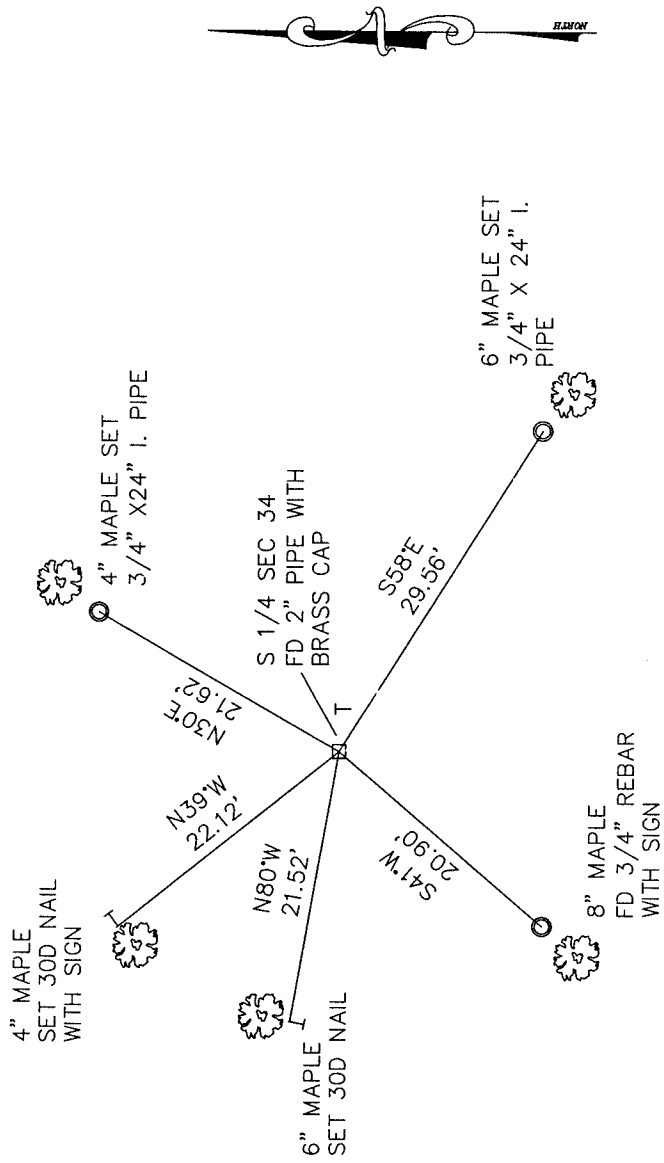 NORTH
4" MAPLE
SET 30D NAIL
WITH SIGN
N39°W
22.12'
4" MAPLE SET
3/4" X24" I. PIPE
N30°E
21.62'
6" MAPLE
SET 30D NAIL
N80°W
21.52'
S 1/4 SEC 34
FD 2" PIPE WITH
BRASS CAP
T
6" MAPLE SET
3/4" X 24" I.
PIPE
S58°E
29.56'
S41°W
20.90'
8" MAPLE
FD 3/4" REBAR
WITH SIGN